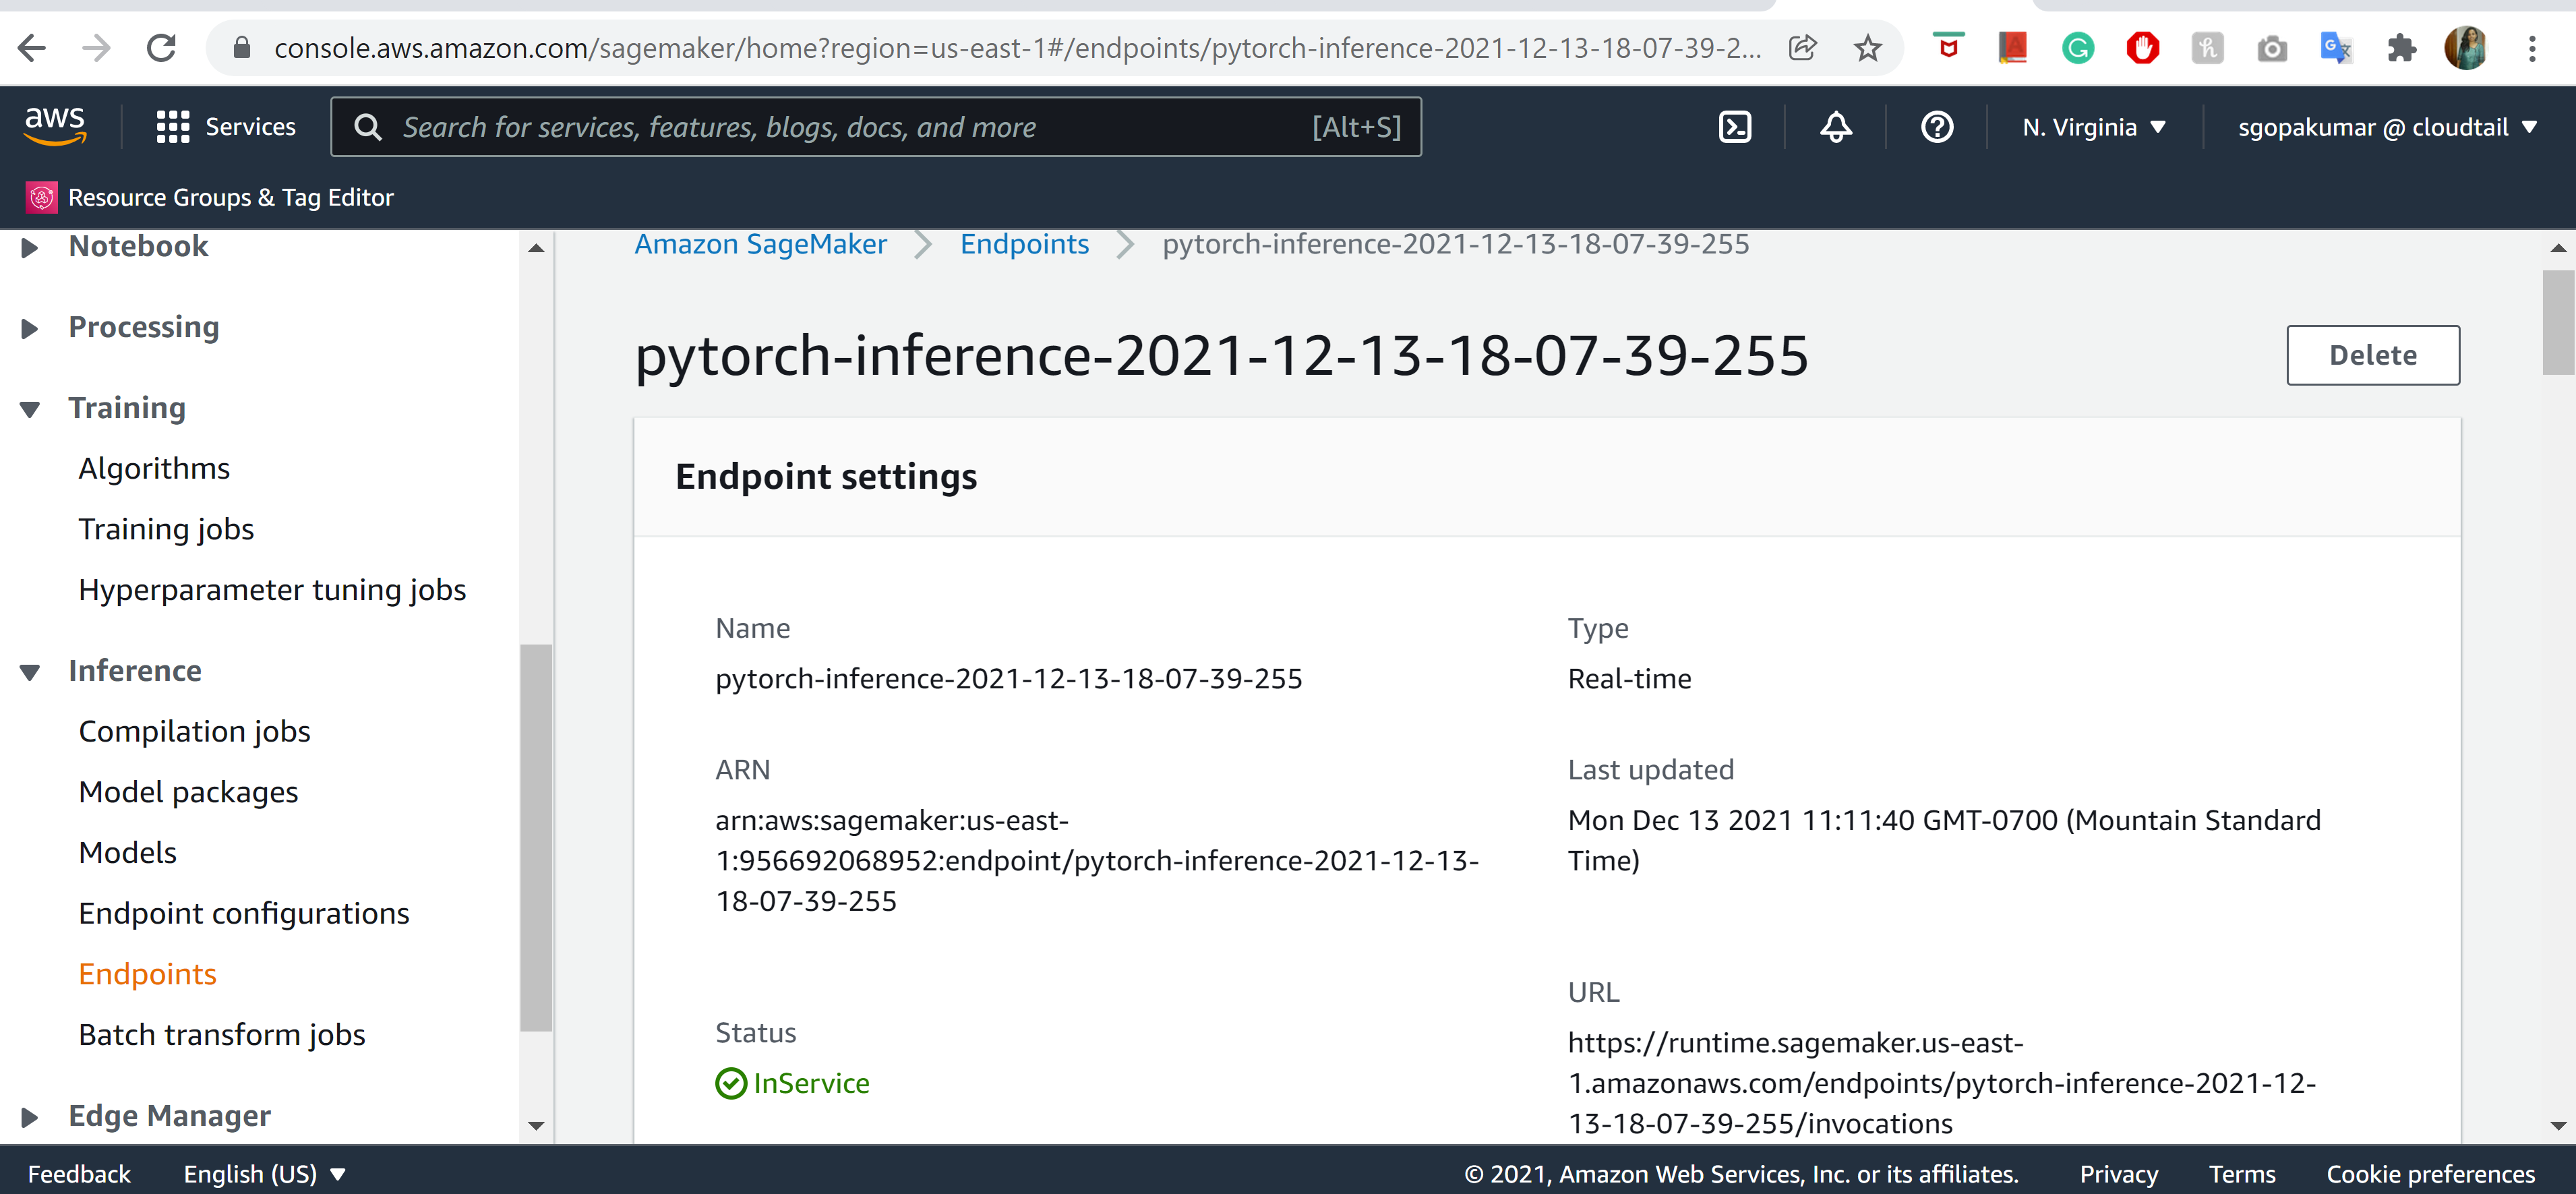 console.aws.amazon.com/sagemaker/home?region=us-east-1#/endpoints/pytorch-inference-2021-12-13-18-07-39-2...
aws
Services
Search for services, features, blogs, docs, and more
[Alt+S]
N. Virginia
sgopakumar @ cloudtail
Resource Groups & Tag Editor
Notebook
Processing
Training
Algorithms
Training jobs
Hyperparameter tuning jobs
Inference
Compilation jobs
Model packages
Models
Endpoint configurations
Endpoints
Batch transform jobs
Edge Manager
Amazon SageMaker
Endpoints
pytorch-inference-2021-12-13-18-07-39-255
pytorch-inference-2021-12-13-18-07-39-255
Delete
Endpoint settings
Name
pytorch-inference-2021-12-13-18-07-39-255
Type
Real-time
ARN
arn:aws:sagemaker:us-east-
1:956692068952:endpoint/pytorch-inference-2021-12-13-
18-07-39-255
Last updated
Mon Dec 13 2021 11:11:40 GMT-0700 (Mountain Standard
Time)
Status
InService
URL
https://runtime.sagemaker.us-east-
1.amazonaws.com/endpoints/pytorch-inference-2021-12-
13-18-07-39-255/invocations
Feedback
English (US)
© 2021, Amazon Web Services, Inc. or its affiliates.
Privacy
Terms
Cookie preferences